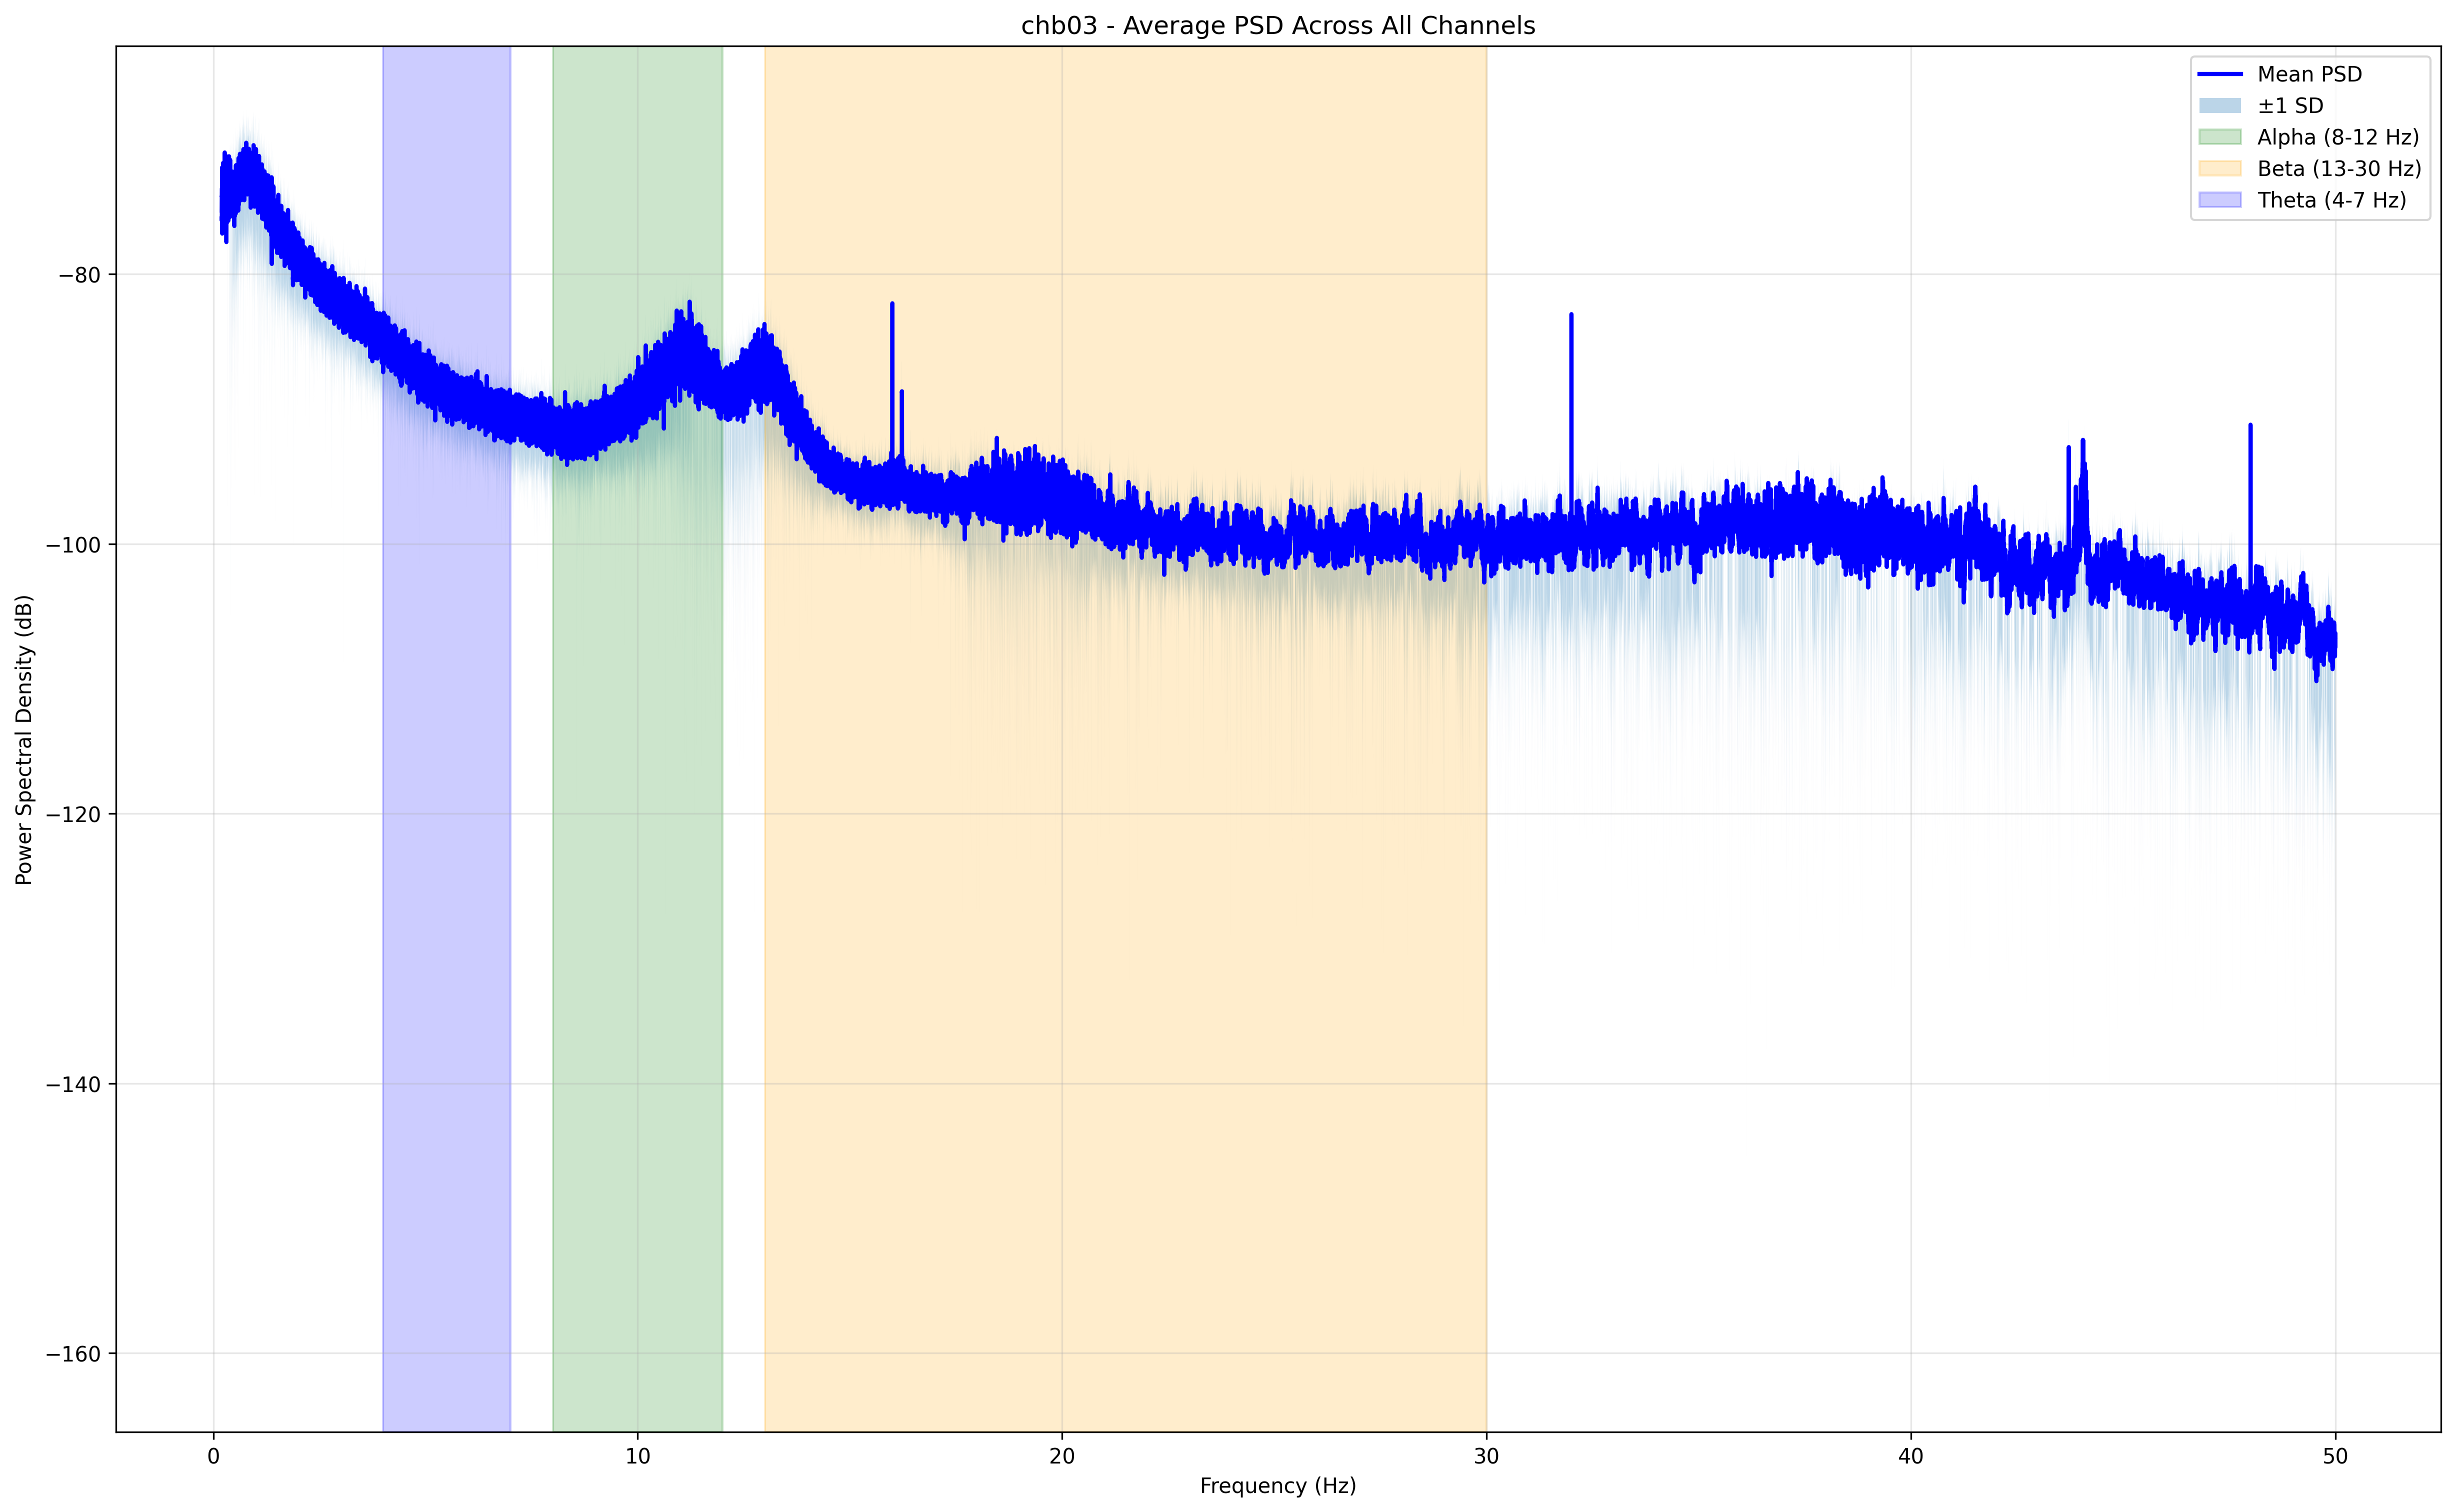 chb03 - Average PSD Across All Channels
Mean PSD
±1 SD
Alpha (8-12 Hz)
Beta (13-30 Hz)
Theta (4-7 Hz)
Power Spectral Density (dB)
−80
−100
−120
−140
−160
0 10 20 30 40 50
Frequency (Hz)